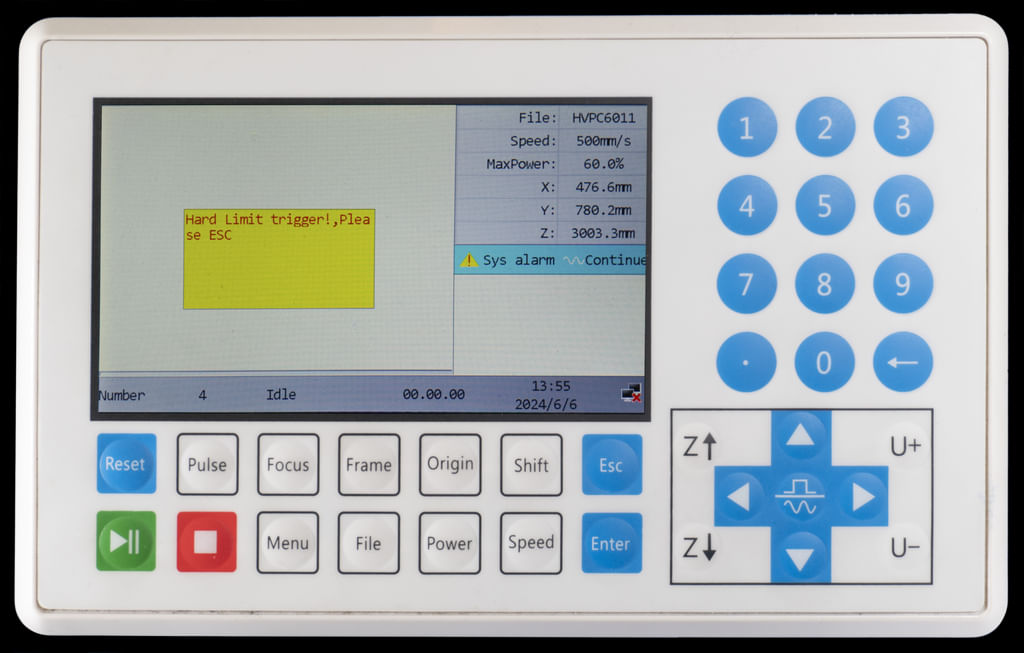 File: HVPC6011
Speed: 500mm/s
MaxPower: 60.0%
X: 476.6mm
Y: 780.2mm
Z: 3003.3mm
Sys alarm Continue
Hard Limit trigger!,Plea
se ESC
Number 4 Idle 00.00.00 13:55
2024/6/6
1 2 3
4 5 6
7 8 9
. 0 ←
Reset Pulse Focus Frame Origin Shift Esc
Menu File Power Speed Enter
Z↑ U+
Z↓ U−